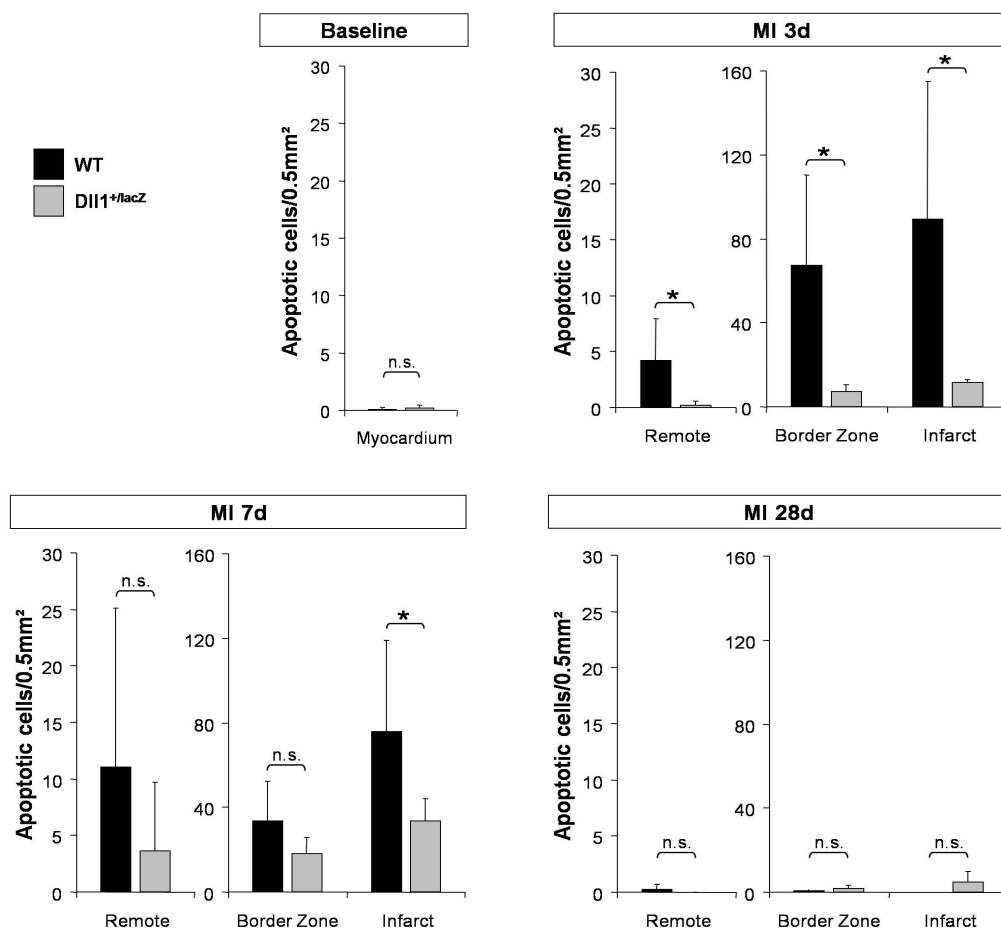 Baseline
MI 3d
WT
Dll1+/lacZ
Apoptotic cells/0.5mm²
30
25
20
15
10
5
0
n.s.
Myocardium
Apoptotic cells/0.5mm²
30
25
20
15
10
5
0
*
Remote
160
120
80
40
0
*
*
Border Zone
Infarct
MI 7d
MI 28d
Apoptotic cells/0.5mm²
30
25
20
15
10
5
0
n.s.
Remote
160
120
80
40
0
n.s.
*
Border Zone
Infarct
Apoptotic cells/0.5mm²
30
25
20
15
10
5
0
n.s.
Remote
160
120
80
40
0
n.s.
n.s.
Border Zone
Infarct